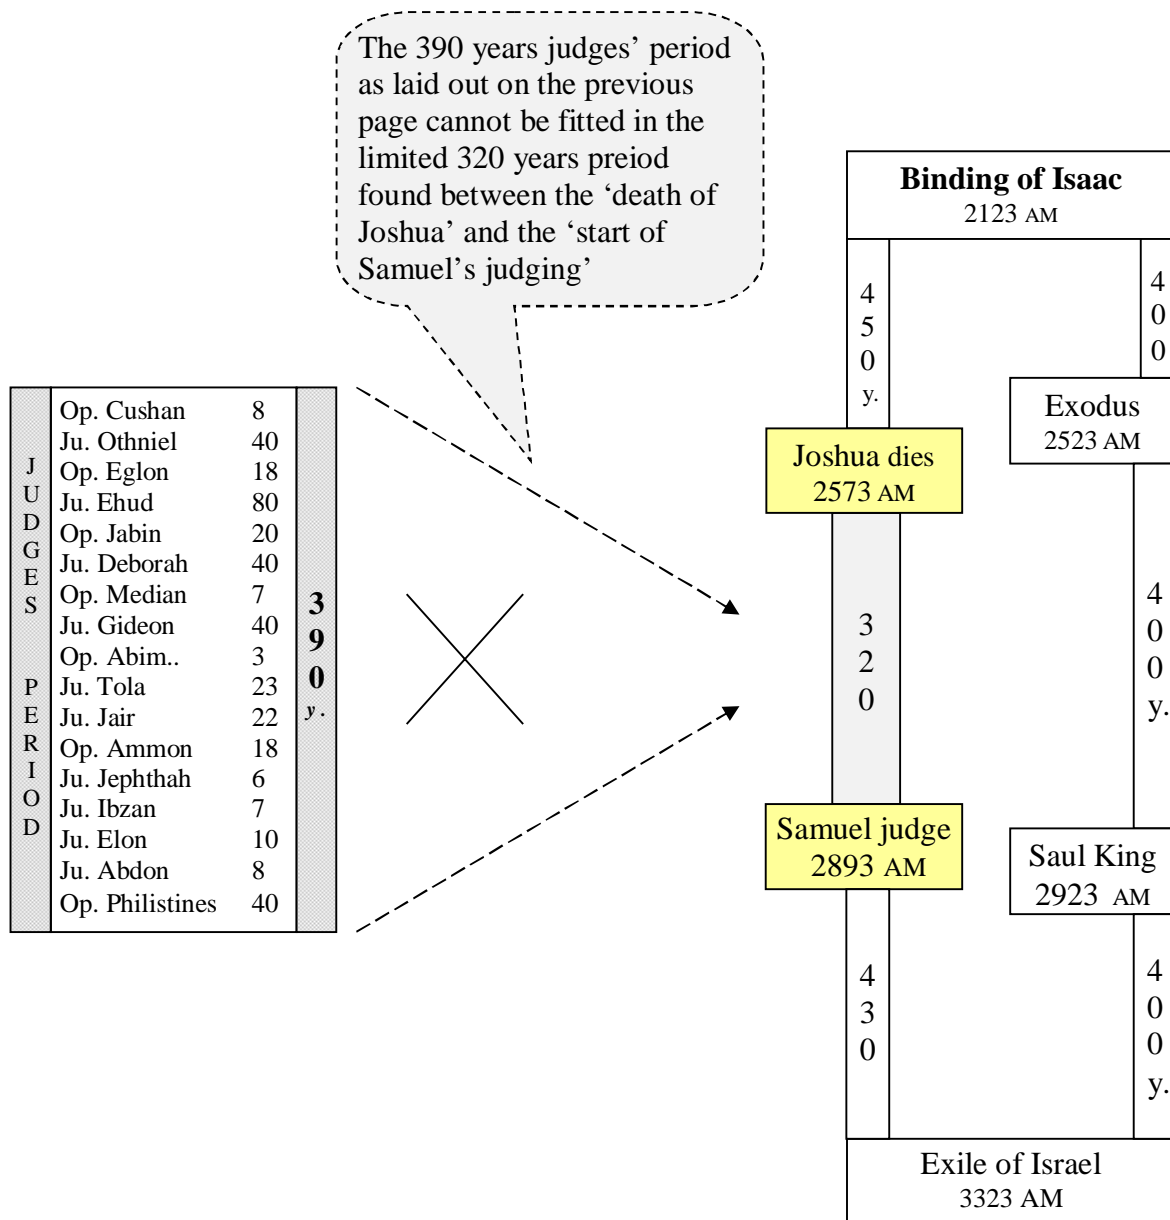 The 390 years judges’ period
as laid out on the previous
page cannot be fitted in the
limited 320 years preiod
found between the ‘death of
Joshua’ and the ‘start of
Samuel’s judging’
JUDGES PERIOD
Op. Cushan 8
Ju. Othniel 40
Op. Eglon 18
Ju. Ehud 80
Op. Jabin 20
Ju. Deborah 40
Op. Median 7
Ju. Gideon 40
Op. Abim.. 3
Ju. Tola 23
Ju. Jair 22
Op. Ammon 18
Ju. Jephthah 6
Ju. Ibzan 7
Ju. Elon 10
Ju. Abdon 8
Op. Philistines 40
390 y.
Binding of Isaac
2123 AM
450 y.
400
Joshua dies
2573 AM
Exodus
2523 AM
320
400 y.
Samuel judge
2893 AM
Saul King
2923 AM
430
400 y.
Exile of Israel
3323 AM